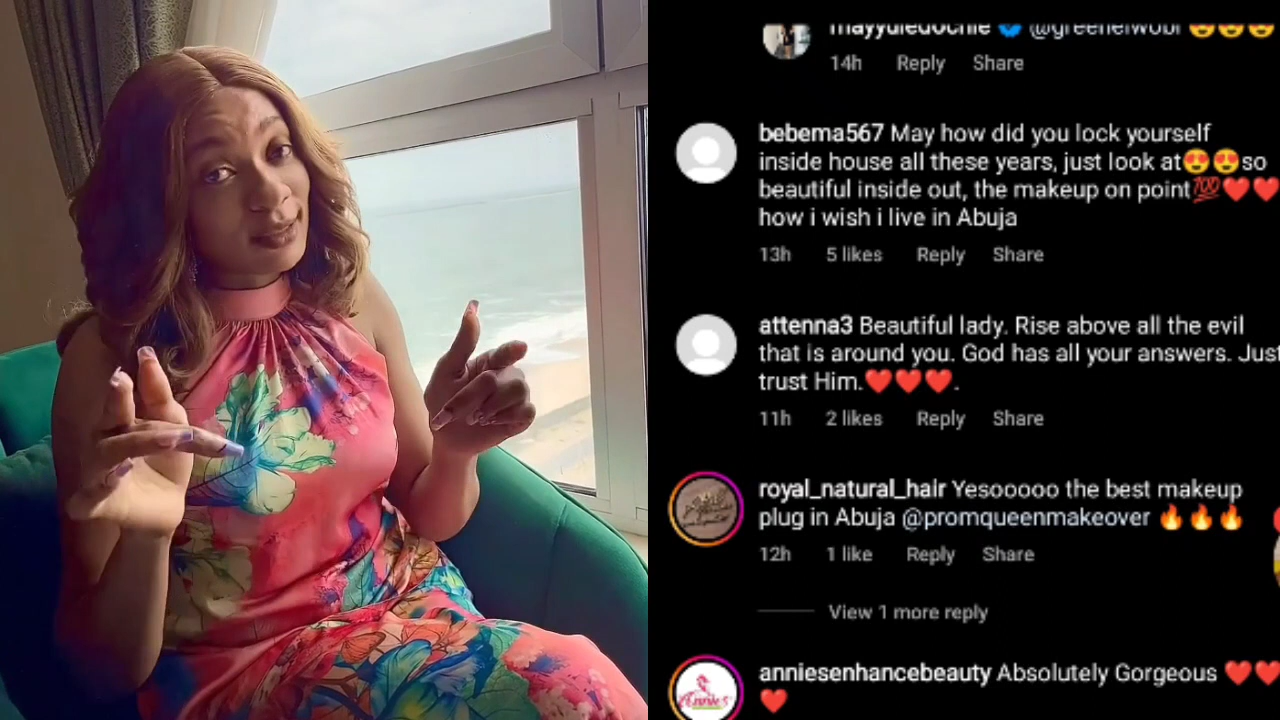 mayyuledochie @greenelwobi 😍😍😍
14h Reply Share
bebema567 May how did you lock yourself
inside house all these years, just look at😍😍so
beautiful inside out, the makeup on point💯❤️❤️
how i wish i live in Abuja
13h 5 likes Reply Share
attenna3 Beautiful lady. Rise above all the evil
that is around you. God has all your answers. Just
trust Him.❤️❤️❤️.
11h 2 likes Reply Share
royal_natural_hair Yesooooo the best makeup
plug in Abuja @promqueenmakeover 🔥🔥🔥
12h 1 like Reply Share
View 1 more reply
anniesenhancebeauty Absolutely Gorgeous ❤️❤️
❤️